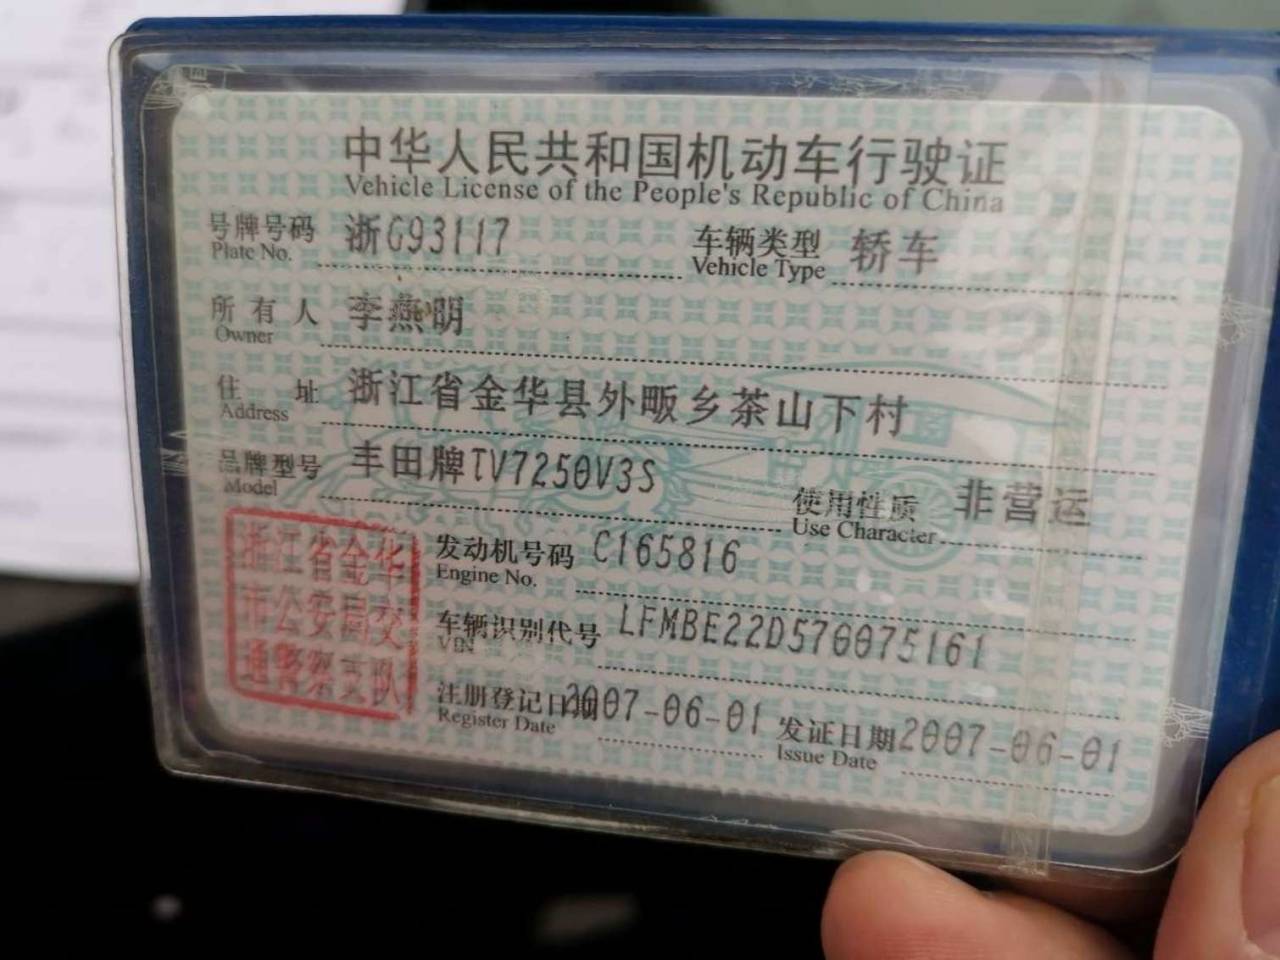 中华人民共和国机动车行驶证
Vehicle License of the People's Republic of China
号牌号码 浙G93117 车辆类型 轿车
Plate No. Vehicle Type
所有人 李燕明
Owner
住址 浙江省金华县外畈乡茶山下村
Address
品牌型号 丰田牌TV7250V3S 使用性质 非营运
Model Use Character
浙江省金华
市公安局交
通警察支队
发动机号码 C165816
Engine No.
车辆识别代号 LFMBE22D570075161
VIN
注册登记日期 2007-06-01 发证日期 2007-06-01
Register Date Issue Date